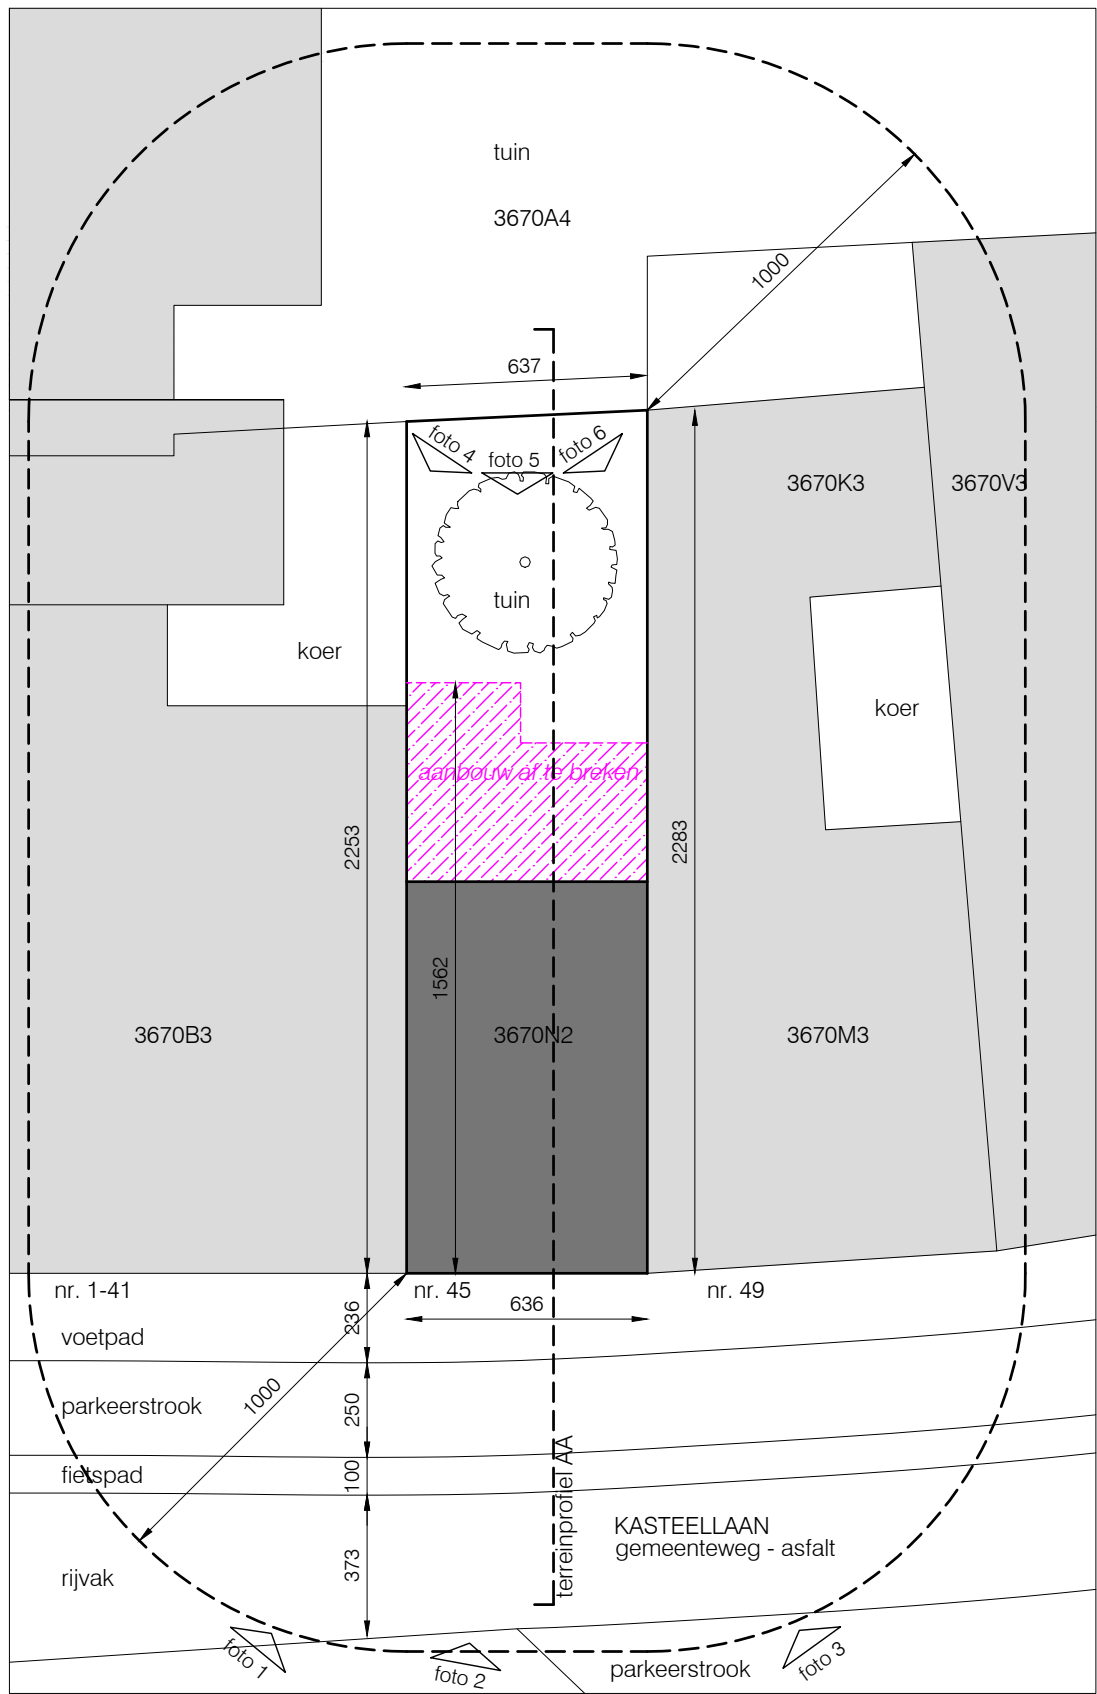 tuin
3670A4
1000
637
foto 4
foto 5
foto 6
3670K3
3670V3
tuin
koer
koer
aanbouw af te breken
2253
2283
1562
3670B3
3670N2
3670M3
nr. 1-41
nr. 45
nr. 49
636
236
voetpad
1000
parkeerstrook
250
fietspad
100
terreinprofiel AA
KASTEELLAAN
gemeenteweg - asfalt
rijvak
373
foto 1
foto 2
parkeerstrook
foto 3